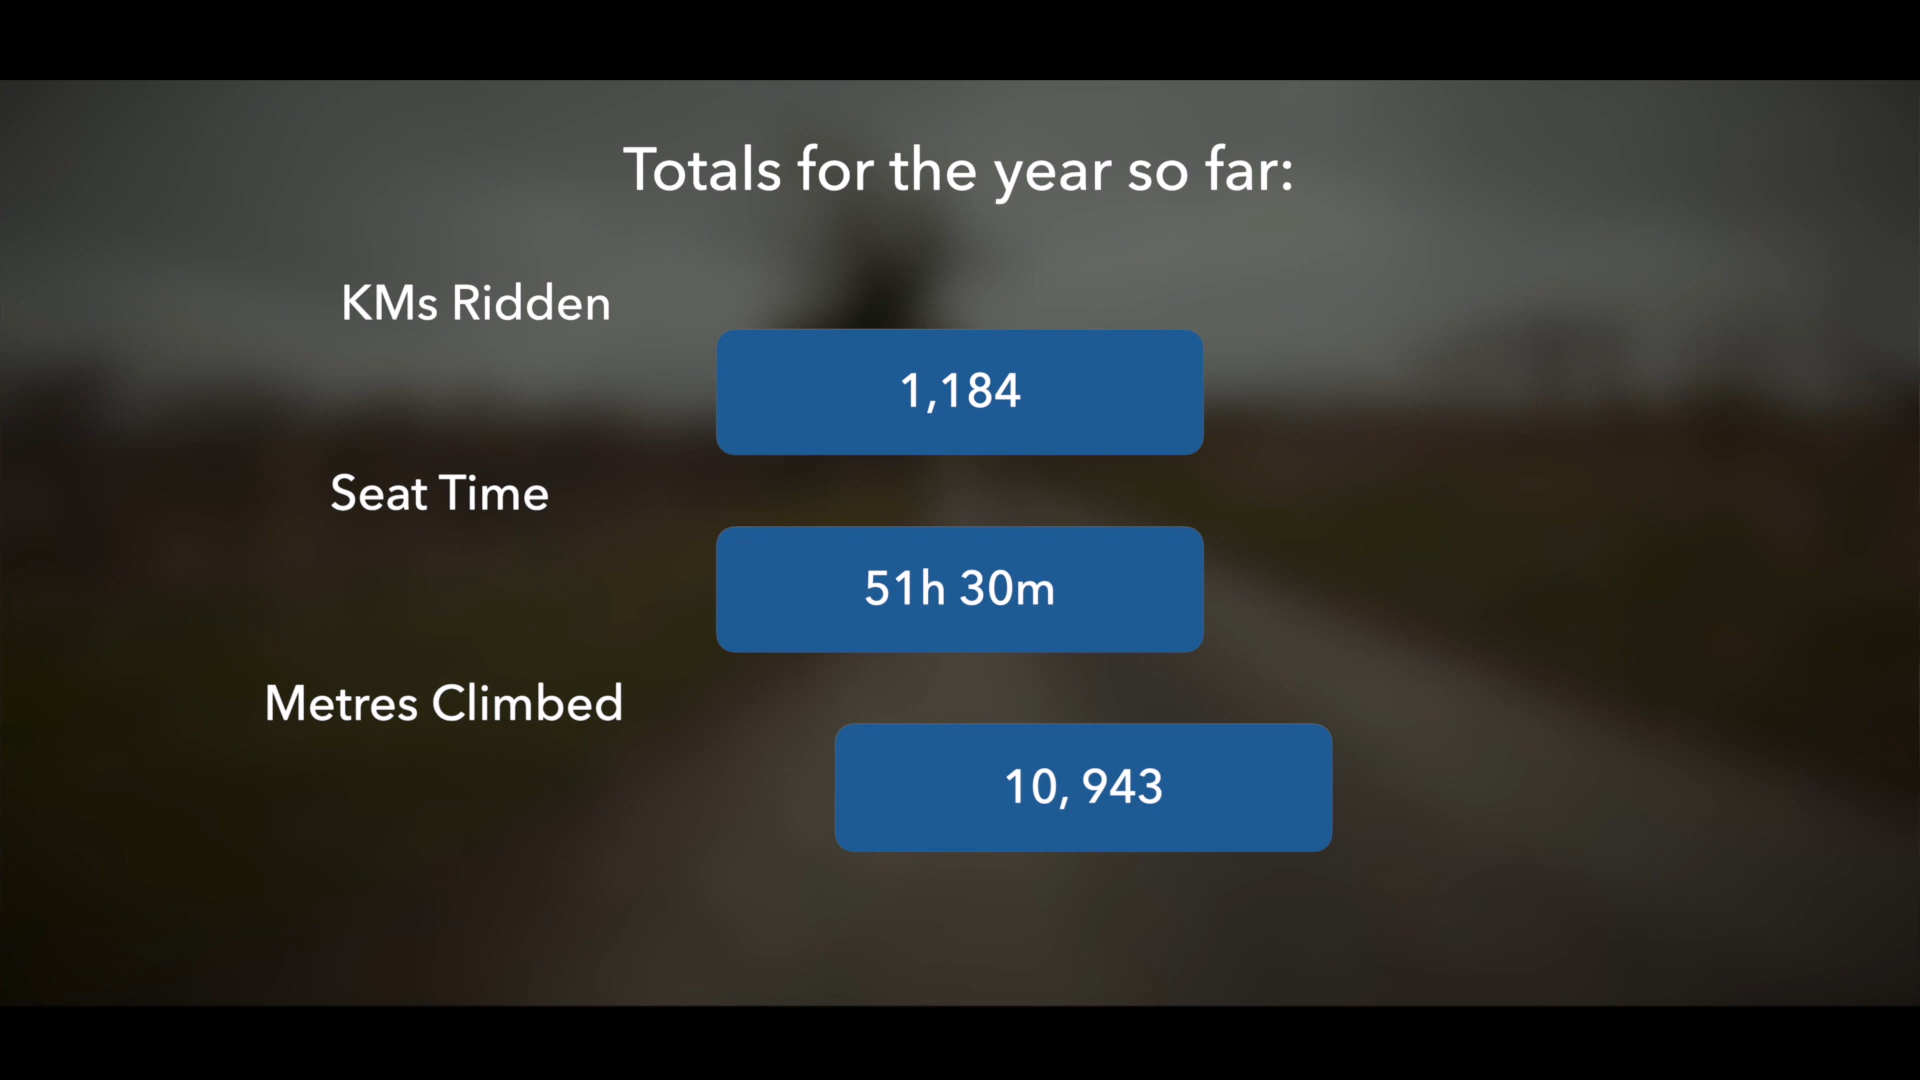 Totals for the year so far:
KMs Ridden
1,184
Seat Time
51h 30m
Metres Climbed
10, 943